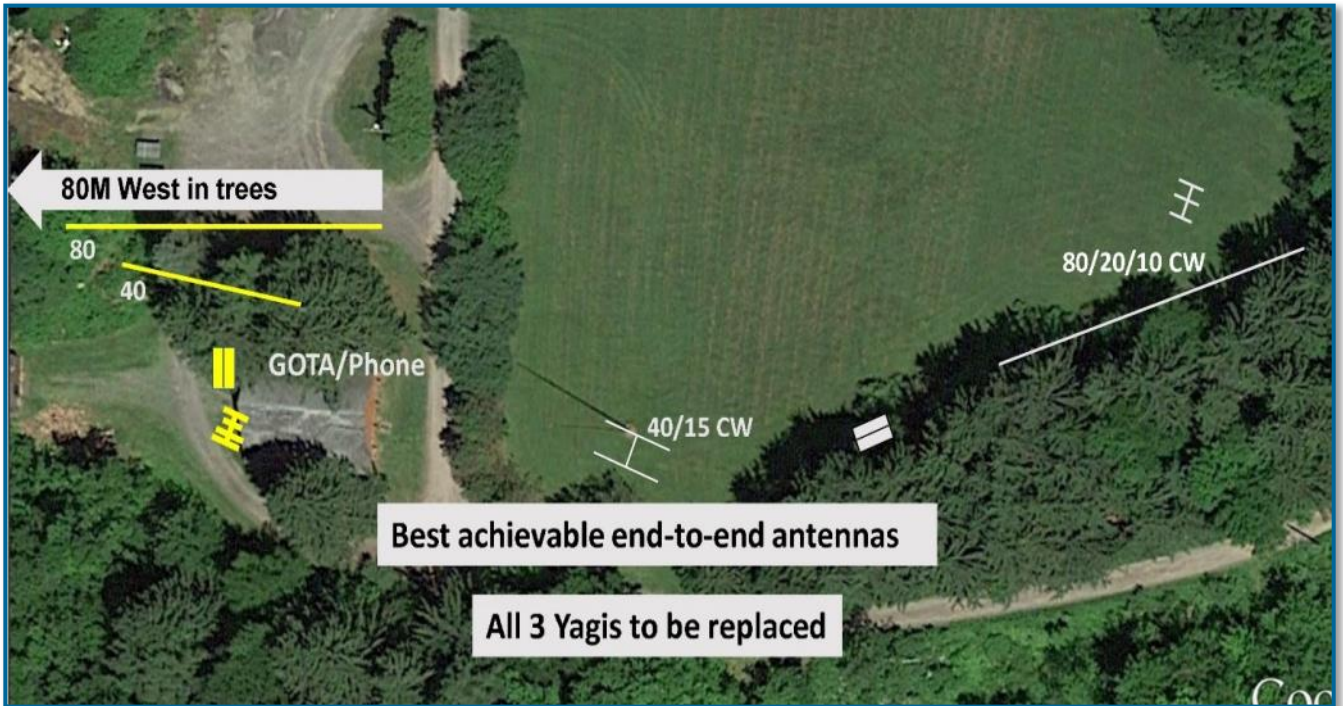 80M West in trees
80
40
80/20/10 CW
GOTA/Phone
40/15 CW
Best achievable end-to-end antennas
All 3 Yagis to be replaced